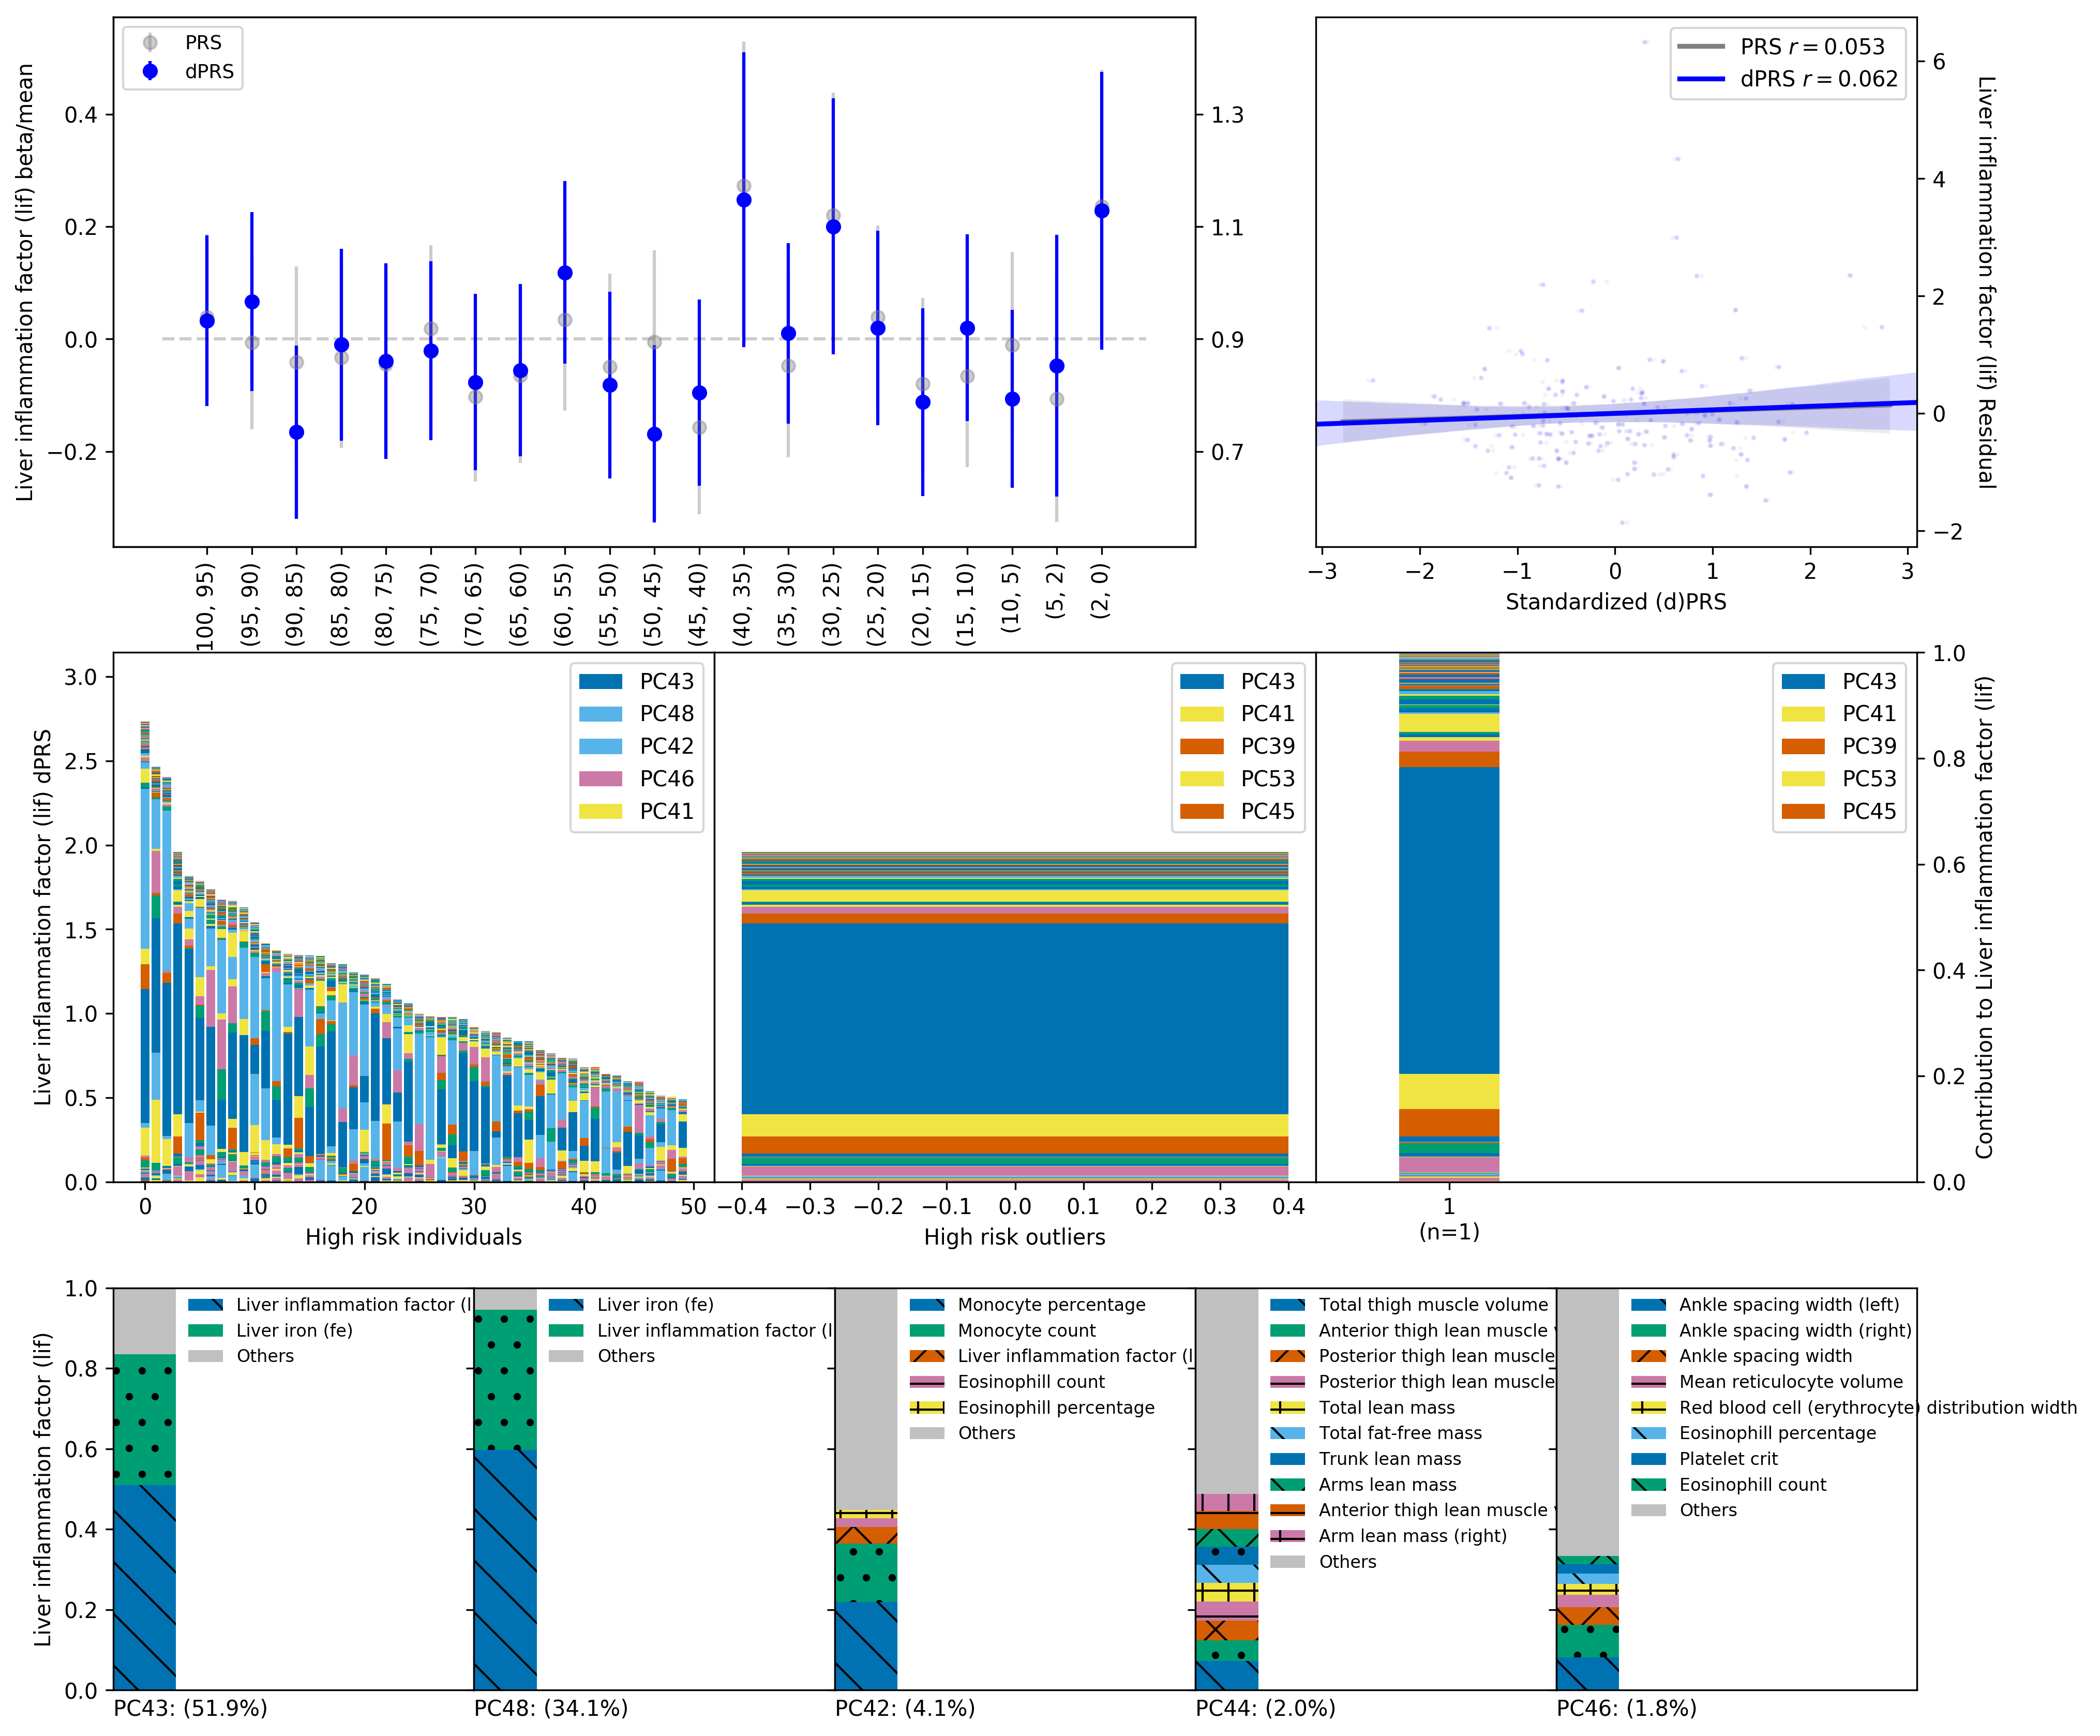 Liver inflammation factor (lif) beta/mean
PRS
dPRS
0.4
0.2
0.0
−0.2
1.3
1.1
0.9
0.7
100, 95)
(95, 90)
(90, 85)
(85, 80)
(80, 75)
(75, 70)
(70, 65)
(65, 60)
(60, 55)
(55, 50)
(50, 45)
(45, 40)
(40, 35)
(35, 30)
(30, 25)
(25, 20)
(20, 15)
(15, 10)
(10, 5)
(5, 2)
(2, 0)
PRS r = 0.053
dPRS r = 0.062
6
4
2
0
−2
Liver inflammation factor (lif) Residual
−3 −2 −1 0 1 2 3
Standardized (d)PRS
Liver inflammation factor (lif) dPRS
3.0
2.5
2.0
1.5
1.0
0.5
0.0
PC43
PC48
PC42
PC46
PC41
0 10 20 30 40 50
High risk individuals
PC43
PC41
PC39
PC53
PC45
−0.4 −0.3 −0.2 −0.1 0.0 0.1 0.2 0.3 0.4
High risk outliers
PC43
PC41
PC39
PC53
PC45
1
(n=1)
1.0
0.8
0.6
0.4
0.2
0.0
Contribution to Liver inflammation factor (lif)
Liver inflammation factor (lif)
1.0
0.8
0.6
0.4
0.2
0.0
Liver inflammation factor (l
Liver iron (fe)
Others
PC43: (51.9%)
Liver iron (fe)
Liver inflammation factor (l
Others
PC48: (34.1%)
Monocyte percentage
Monocyte count
Liver inflammation factor (l
Eosinophill count
Eosinophill percentage
Others
PC42: (4.1%)
Total thigh muscle volume
Anterior thigh lean muscle
Posterior thigh lean muscle
Posterior thigh lean muscle
Total lean mass
Total fat-free mass
Trunk lean mass
Arms lean mass
Anterior thigh lean muscle
Arm lean mass (right)
Others
PC44: (2.0%)
Ankle spacing width (left)
Ankle spacing width (right)
Ankle spacing width
Mean reticulocyte volume
Red blood cell (erythrocyte) distribution width
Eosinophill percentage
Platelet crit
Eosinophill count
Others
PC46: (1.8%)